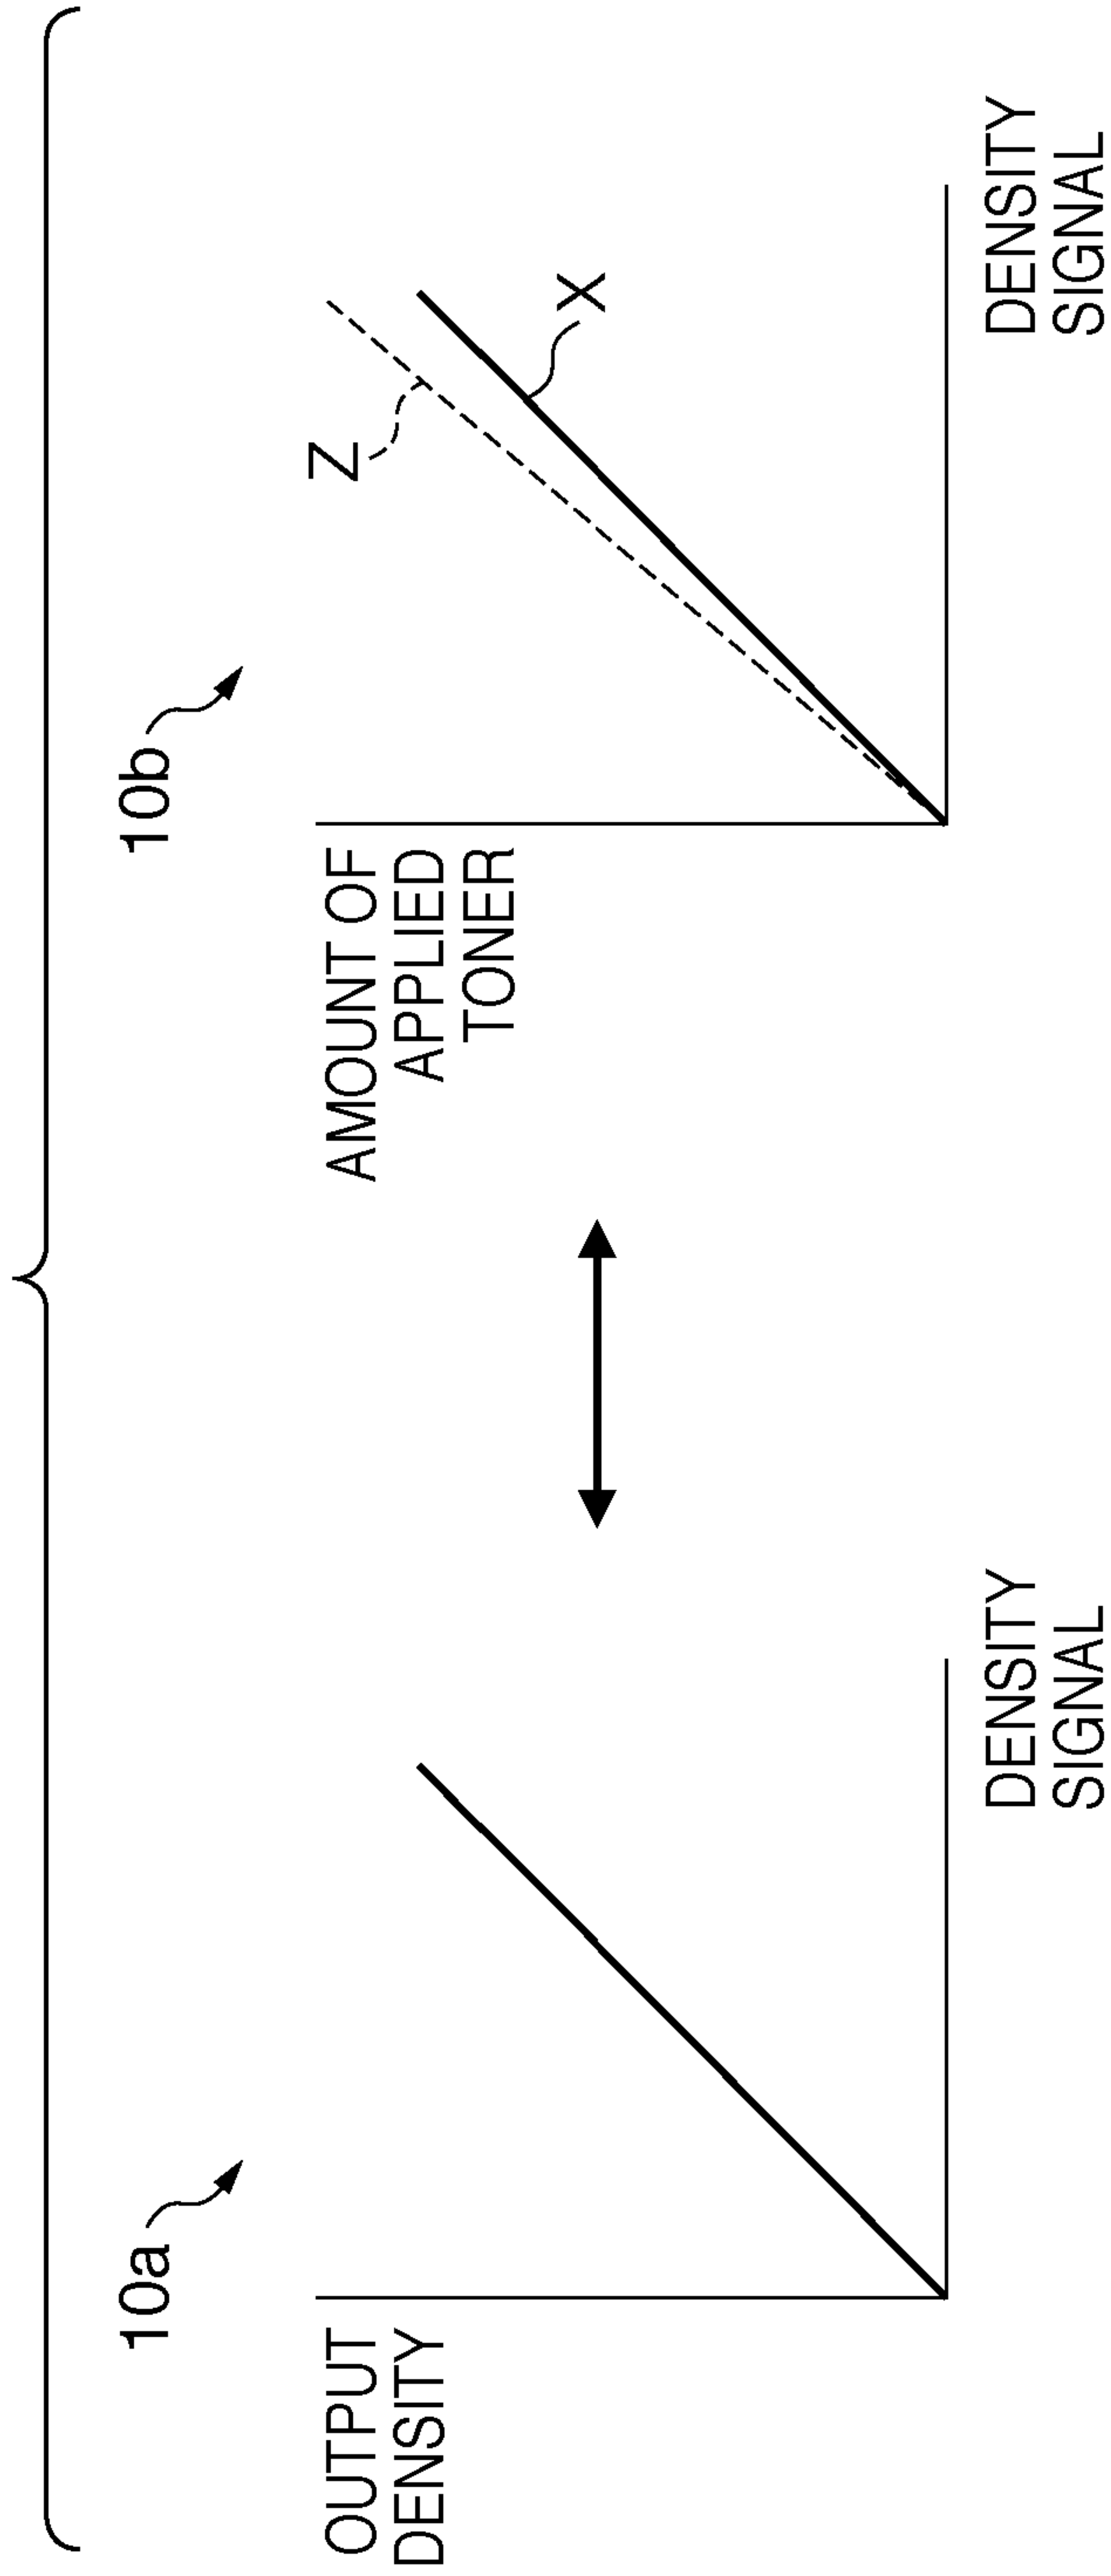 10a
OUTPUT
DENSITY
DENSITY
SIGNAL
10b
AMOUNT OF
APPLIED
TONER
Z
X
DENSITY
SIGNAL